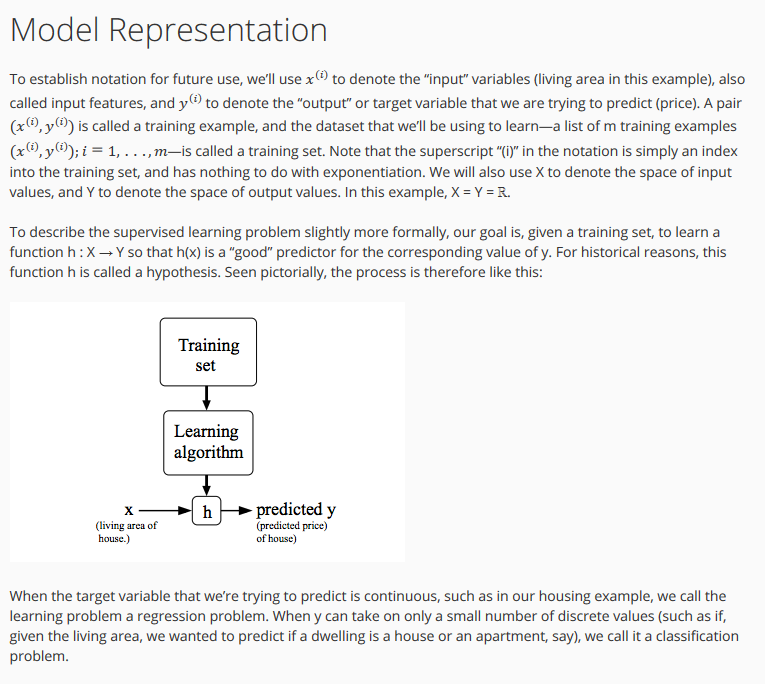 Model Representation
To establish notation for future use, we'll use x⁽ⁱ⁾ to denote the "input" variables (living area in this example), also
called input features, and y⁽ⁱ⁾ to denote the "output" or target variable that we are trying to predict (price). A pair
(x⁽ⁱ⁾, y⁽ⁱ⁾) is called a training example, and the dataset that we'll be using to learn—a list of m training examples
(x⁽ⁱ⁾, y⁽ⁱ⁾); i = 1, . . ., m—is called a training set. Note that the superscript "(i)" in the notation is simply an index
into the training set, and has nothing to do with exponentiation. We will also use X to denote the space of input
values, and Y to denote the space of output values. In this example, X = Y = ℝ.
To describe the supervised learning problem slightly more formally, our goal is, given a training set, to learn a
function h : X → Y so that h(x) is a "good" predictor for the corresponding value of y. For historical reasons, this
function h is called a hypothesis. Seen pictorially, the process is therefore like this:
Training
set
Learning
algorithm
x
(living area of
house.)
h
predicted y
(predicted price)
of house)
When the target variable that we're trying to predict is continuous, such as in our housing example, we call the
learning problem a regression problem. When y can take on only a small number of discrete values (such as if,
given the living area, we wanted to predict if a dwelling is a house or an apartment, say), we call it a classification
problem.